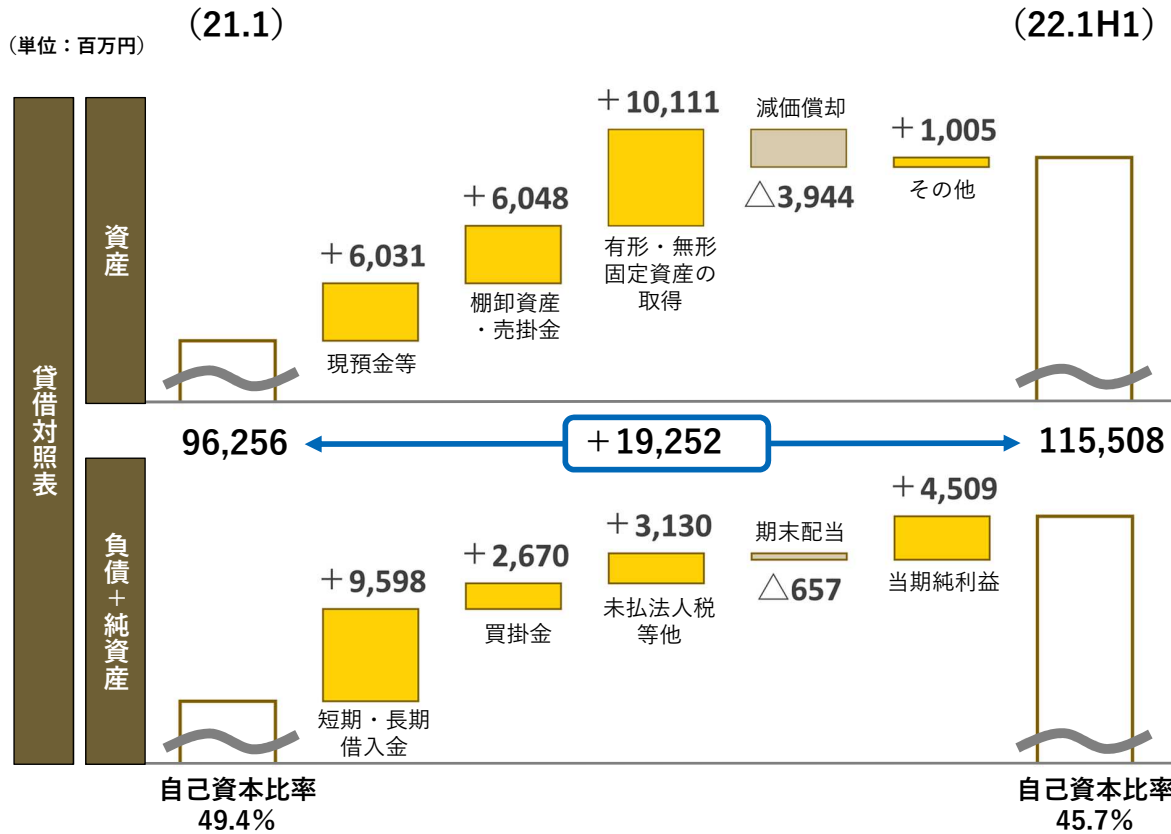 （単位：百万円）
（21.1）
（22.1H1）
貸借対照表
資産
＋6,031
現預金等
＋6,048
棚卸資産
・売掛金
＋10,111
有形・無形
固定資産の
取得
減価償却
△3,944
＋1,005
その他
96,256
＋19,252
115,508
負債＋純資産
＋9,598
短期・長期
借入金
＋2,670
買掛金
＋3,130
未払法人税
等他
期末配当
△657
＋4,509
当期純利益
自己資本比率
49.4%
自己資本比率
45.7%